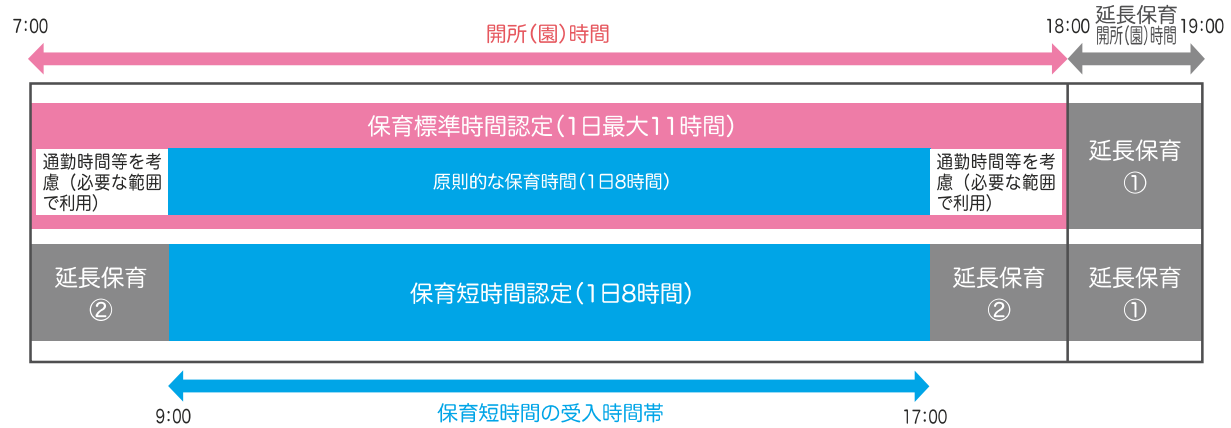 7:00
開所(園)時間
18:00
延長保育
開所(園)時間
19:00
保育標準時間認定(1日最大11時間)
通勤時間等を考
慮（必要な範囲
で利用）
原則的な保育時間(1日8時間)
通勤時間等を考
慮（必要な範囲
で利用）
延長保育
①
延長保育
②
保育短時間認定(1日8時間)
延長保育
②
延長保育
①
9:00
保育短時間の受入時間帯
17:00